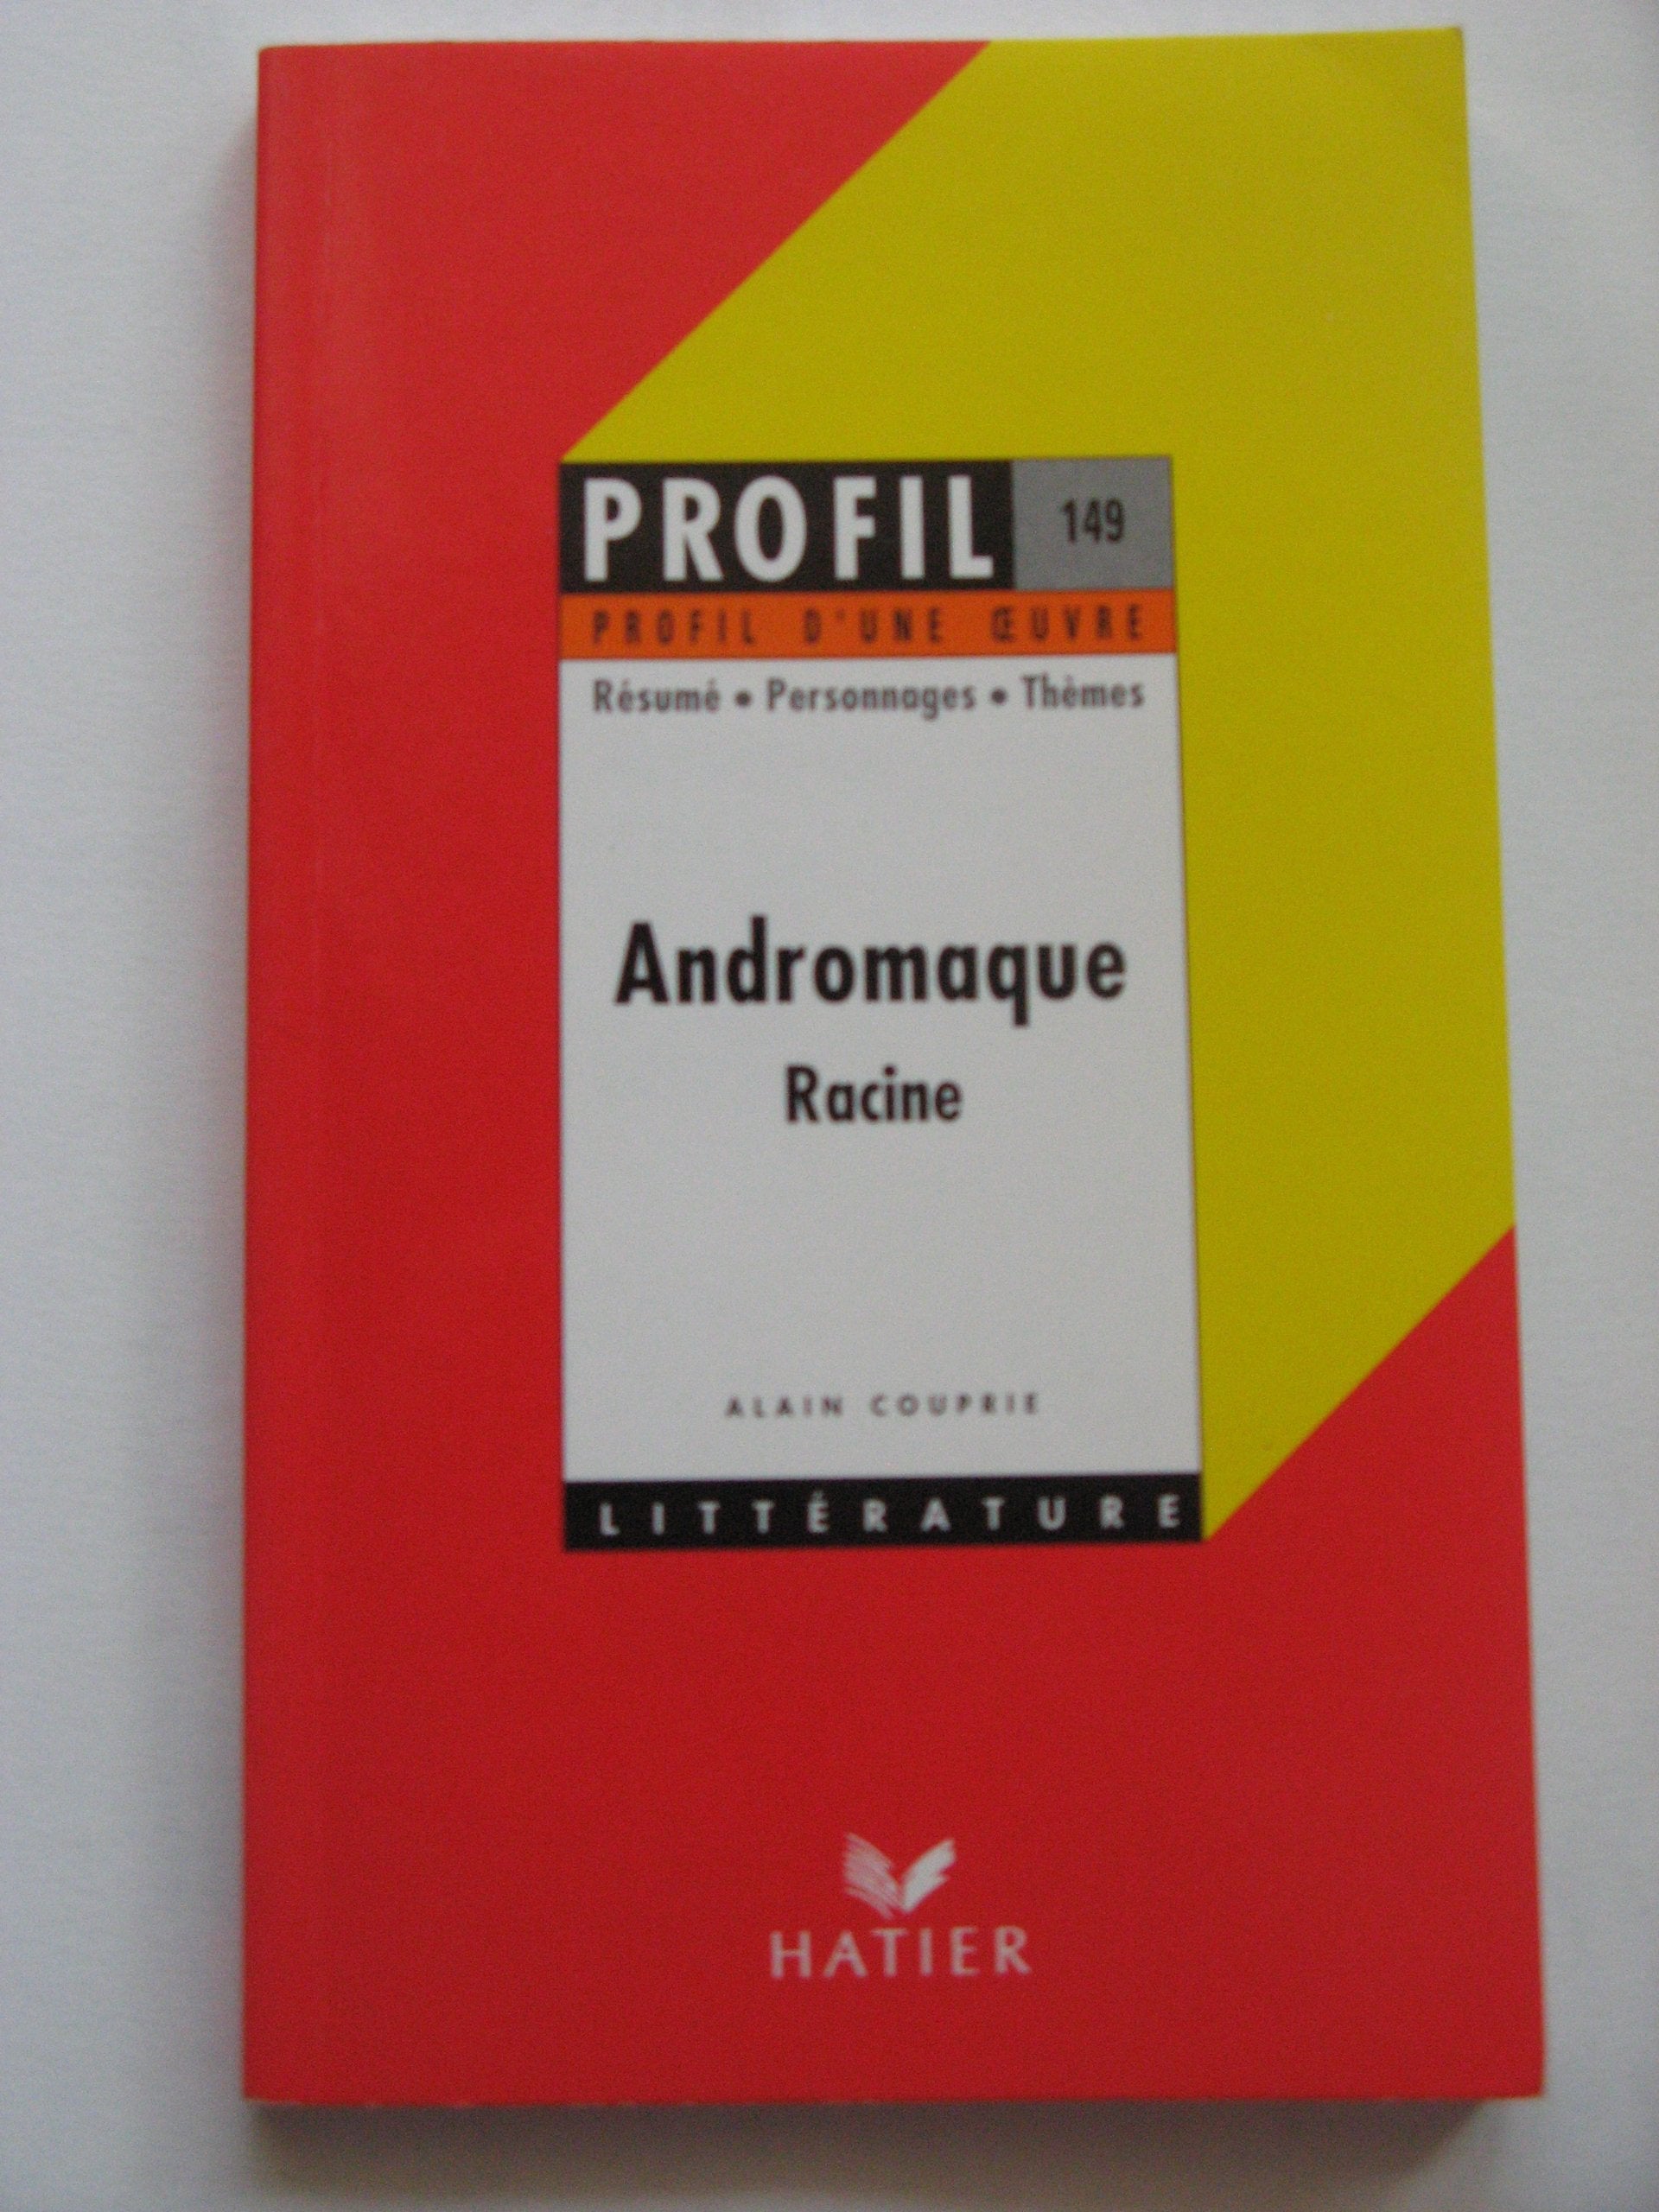 PROFIL 149
PROFIL D'UNE ŒUVRE
Résumé • Personnages • Thèmes
Andromaque
Racine
ALAIN COUPRIE
LITTÉRATURE
HATIER